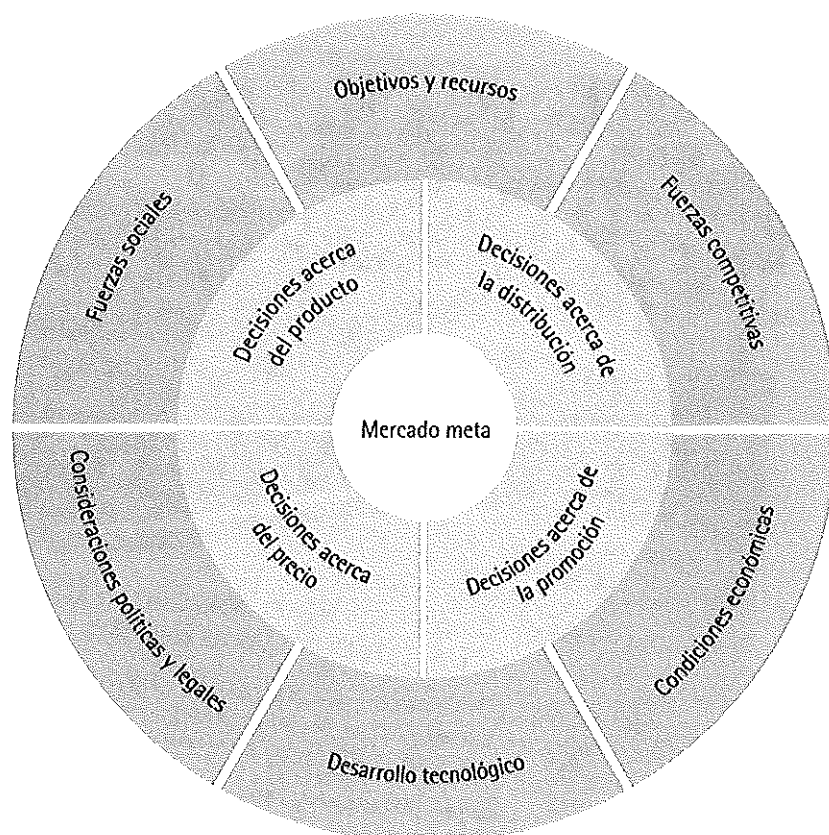 Objetivos y recursos
Fuerzas sociales
Fuerzas competitivas
Decisiones acerca
del producto
Decisiones acerca de
la distribución
Mercado meta
Decisiones acerca
del precio
Decisiones acerca de
la promoción
Consideraciones políticas y legales
Condiciones económicas
Desarrollo tecnológico